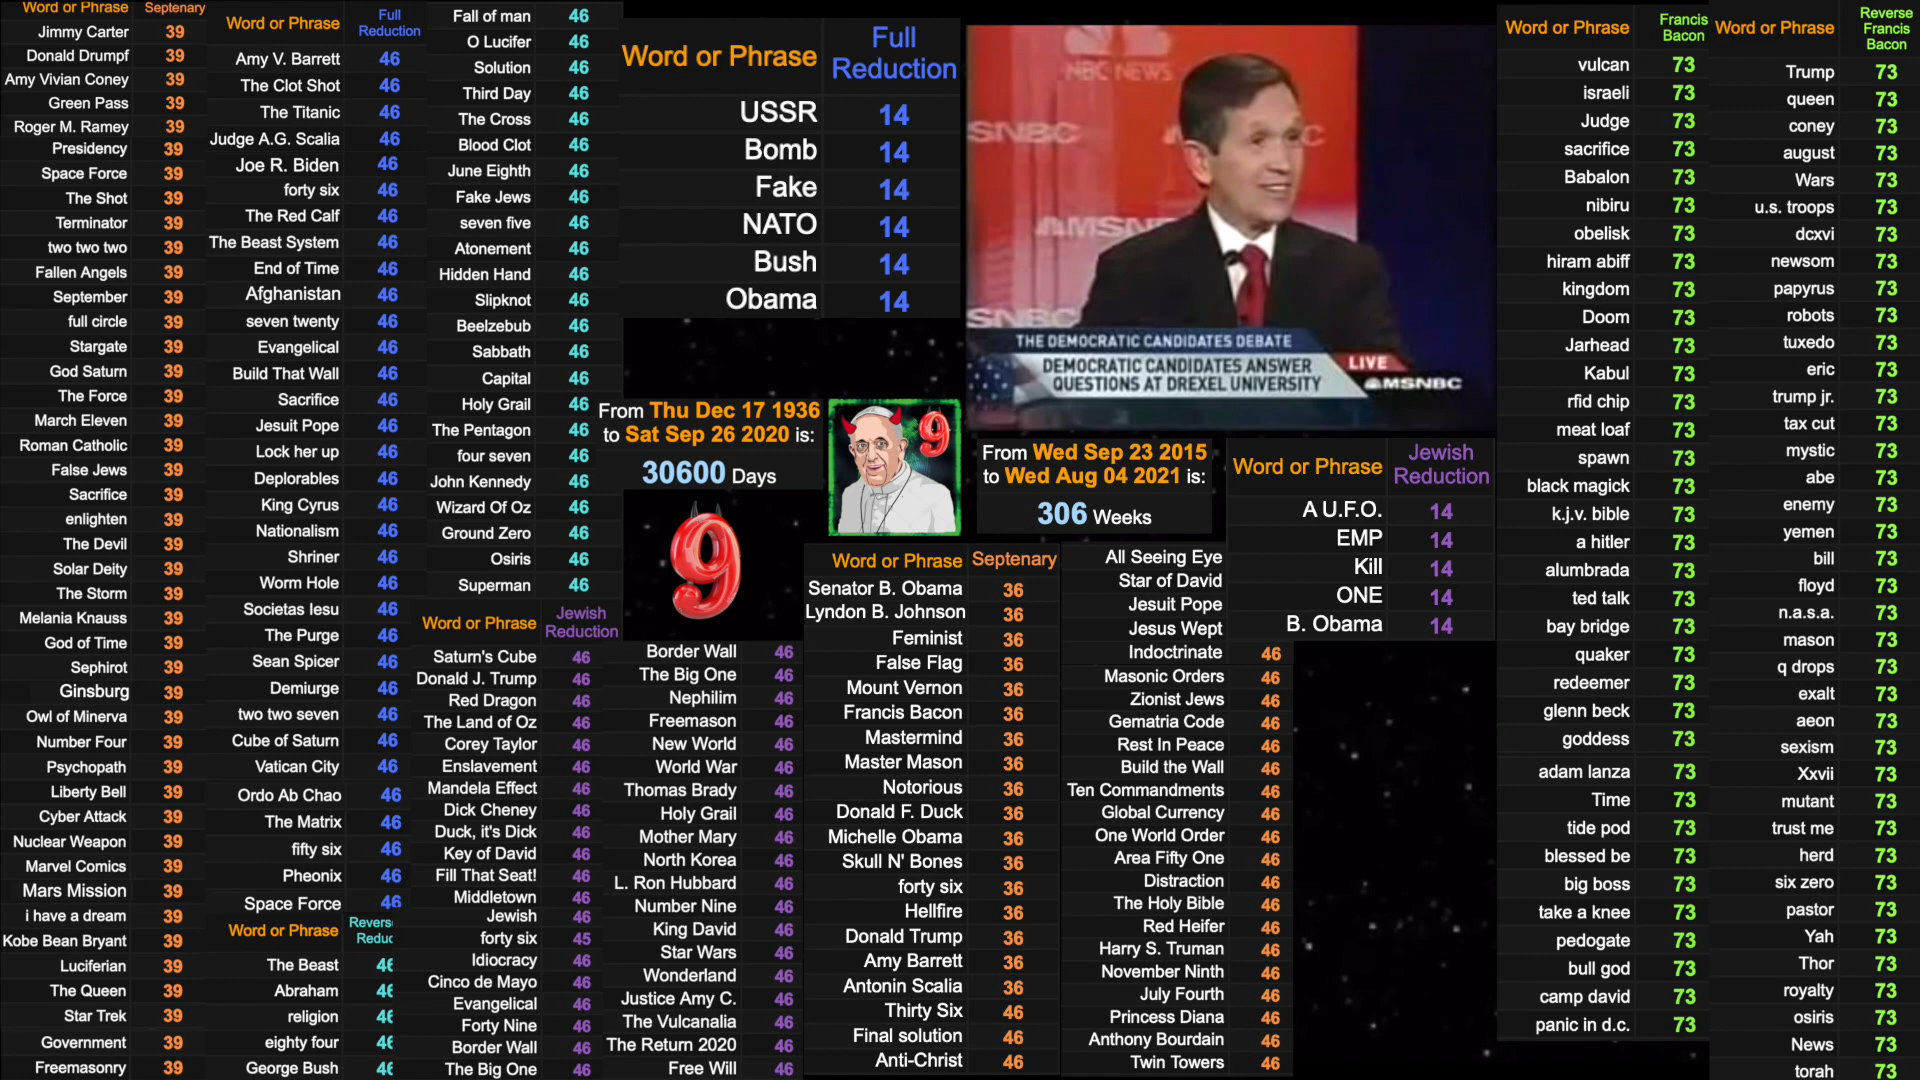 Word or Phrase Septenary
Jimmy Carter 39
Donald Drumpf 39
Amy Vivian Coney 39
Green Pass 39
Roger M. Ramey 39
Presidency 39
Space Force 39
The Shot 39
Terminator 39
two two two 39
Fallen Angels 39
September 39
full circle 39
Stargate 39
God Saturn 39
The Force 39
March Eleven 39
Roman Catholic 39
False Jews 39
Sacrifice 39
enlighten 39
The Devil 39
Solar Deity 39
The Storm 39
Melania Knauss 39
God of Time 39
Sephirot 39
Ginsburg 39
Owl of Minerva 39
Number Four 39
Psychopath 39
Liberty Bell 39
Cyber Attack 39
Nuclear Weapon 39
Marvel Comics 39
Mars Mission 39
i have a dream 39
Kobe Bean Bryant 39
Luciferian 39
The Queen 39
Star Trek 39
Government 39
Freemasonry 39
Word or Phrase Full Reduction
Amy V. Barrett 46
The Clot Shot 46
The Titanic 46
Judge A.G. Scalia 46
Joe R. Biden 46
forty six 46
The Red Calf 46
The Beast System 46
End of Time 46
Afghanistan 46
seven twenty 46
Evangelical 46
Build That Wall 46
Sacrifice 46
Jesuit Pope 46
Lock her up 46
Deplorables 46
King Cyrus 46
Nationalism 46
Shriner 46
Worm Hole 46
Societas Iesu 46
The Purge 46
Sean Spicer 46
Demiurge 46
two two seven 46
Cube of Saturn 46
Vatican City 46
Ordo Ab Chao 46
The Matrix 46
fifty six 46
Pheonix 46
Space Force 46
Word or Phrase Revers Reduc
The Beast 46
Abraham 46
religion 46
eighty four 46
George Bush 46
Fall of man 46
O Lucifer 46
Solution 46
Third Day 46
The Cross 46
Blood Clot 46
June Eighth 46
Fake Jews 46
seven five 46
Atonement 46
Hidden Hand 46
Slipknot 46
Beelzebub 46
Sabbath 46
Capital 46
Holy Grail 46
The Pentagon 46
four seven 46
John Kennedy 46
Wizard Of Oz 46
Ground Zero 46
Osiris 46
Superman 46
Word or Phrase Jewish Reduction
Saturn's Cube 46
Donald J. Trump 46
Red Dragon 46
The Land of Oz 46
Corey Taylor 46
Enslavement 46
Mandela Effect 46
Dick Cheney 46
Duck, it's Dick 46
Key of David 46
Fill That Seat! 46
Middletown 46
Jewish 46
forty six 45
Idiocracy 46
Cinco de Mayo 46
Evangelical 46
Forty Nine 46
Border Wall 46
The Big One 46
Border Wall 46
The Big One 46
Nephilim 46
Freemason 46
New World 46
World War 46
Thomas Brady 46
Holy Grail 46
Mother Mary 46
North Korea 46
L. Ron Hubbard 46
Number Nine 46
King David 46
Star Wars 46
Wonderland 46
Justice Amy C. 46
The Vulcanalia 46
The Return 2020 46
Free Will 46
Word or Phrase Full Reduction
USSR 14
Bomb 14
Fake 14
NATO 14
Bush 14
Obama 14
From Thu Dec 17 1936
to Sat Sep 26 2020 is:
30600 Days
9
9
NBC NEWS
SNBC
MSN
SNBC
THE DEMOCRATIC CANDIDATES DEBATE
DEMOCRATIC CANDIDATES ANSWER
QUESTIONS AT DREXEL UNIVERSITY
LIVE
MSNBC
From Wed Sep 23 2015
to Wed Aug 04 2021 is:
306 Weeks
Word or Phrase Jewish Reduction
A U.F.O. 14
EMP 14
Kill 14
ONE 14
B. Obama 14
Word or Phrase Septenary
Senator B. Obama 36
Lyndon B. Johnson 36
Feminist 36
False Flag 36
Mount Vernon 36
Francis Bacon 36
Mastermind 36
Master Mason 36
Notorious 36
Donald F. Duck 36
Michelle Obama 36
Skull N' Bones 36
forty six 36
Hellfire 36
Donald Trump 36
Amy Barrett 36
Antonin Scalia 36
Thirty Six 36
Final solution 46
Anti-Christ 46
All Seeing Eye
Star of David
Jesuit Pope
Jesus Wept
Indoctrinate 46
Masonic Orders 46
Zionist Jews 46
Gematria Code 46
Rest In Peace 46
Build the Wall 46
Ten Commandments 46
Global Currency 46
One World Order 46
Area Fifty One 46
Distraction 46
The Holy Bible 46
Red Heifer 46
Harry S. Truman 46
November Ninth 46
July Fourth 46
Princess Diana 46
Anthony Bourdain 46
Twin Towers 46
Word or Phrase Francis Bacon
vulcan 73
israeli 73
Judge 73
sacrifice 73
Babalon 73
nibiru 73
obelisk 73
hiram abiff 73
kingdom 73
Doom 73
Jarhead 73
Kabul 73
rfid chip 73
meat loaf 73
spawn 73
black magick 73
k.j.v. bible 73
a hitler 73
alumbrada 73
ted talk 73
bay bridge 73
quaker 73
redeemer 73
glenn beck 73
goddess 73
adam lanza 73
Time 73
tide pod 73
blessed be 73
big boss 73
take a knee 73
pedogate 73
bull god 73
camp david 73
panic in d.c. 73
Word or Phrase Reverse Francis Bacon
Trump 73
queen 73
coney 73
august 73
Wars 73
u.s. troops 73
dcxvi 73
newsom 73
papyrus 73
robots 73
tuxedo 73
eric 73
trump jr. 73
tax cut 73
mystic 73
abe 73
enemy 73
yemen 73
bill 73
floyd 73
n.a.s.a. 73
mason 73
q drops 73
exalt 73
aeon 73
sexism 73
Xxvii 73
mutant 73
trust me 73
herd 73
six zero 73
pastor 73
Yah 73
Thor 73
royalty 73
osiris 73
News 73
torah 73